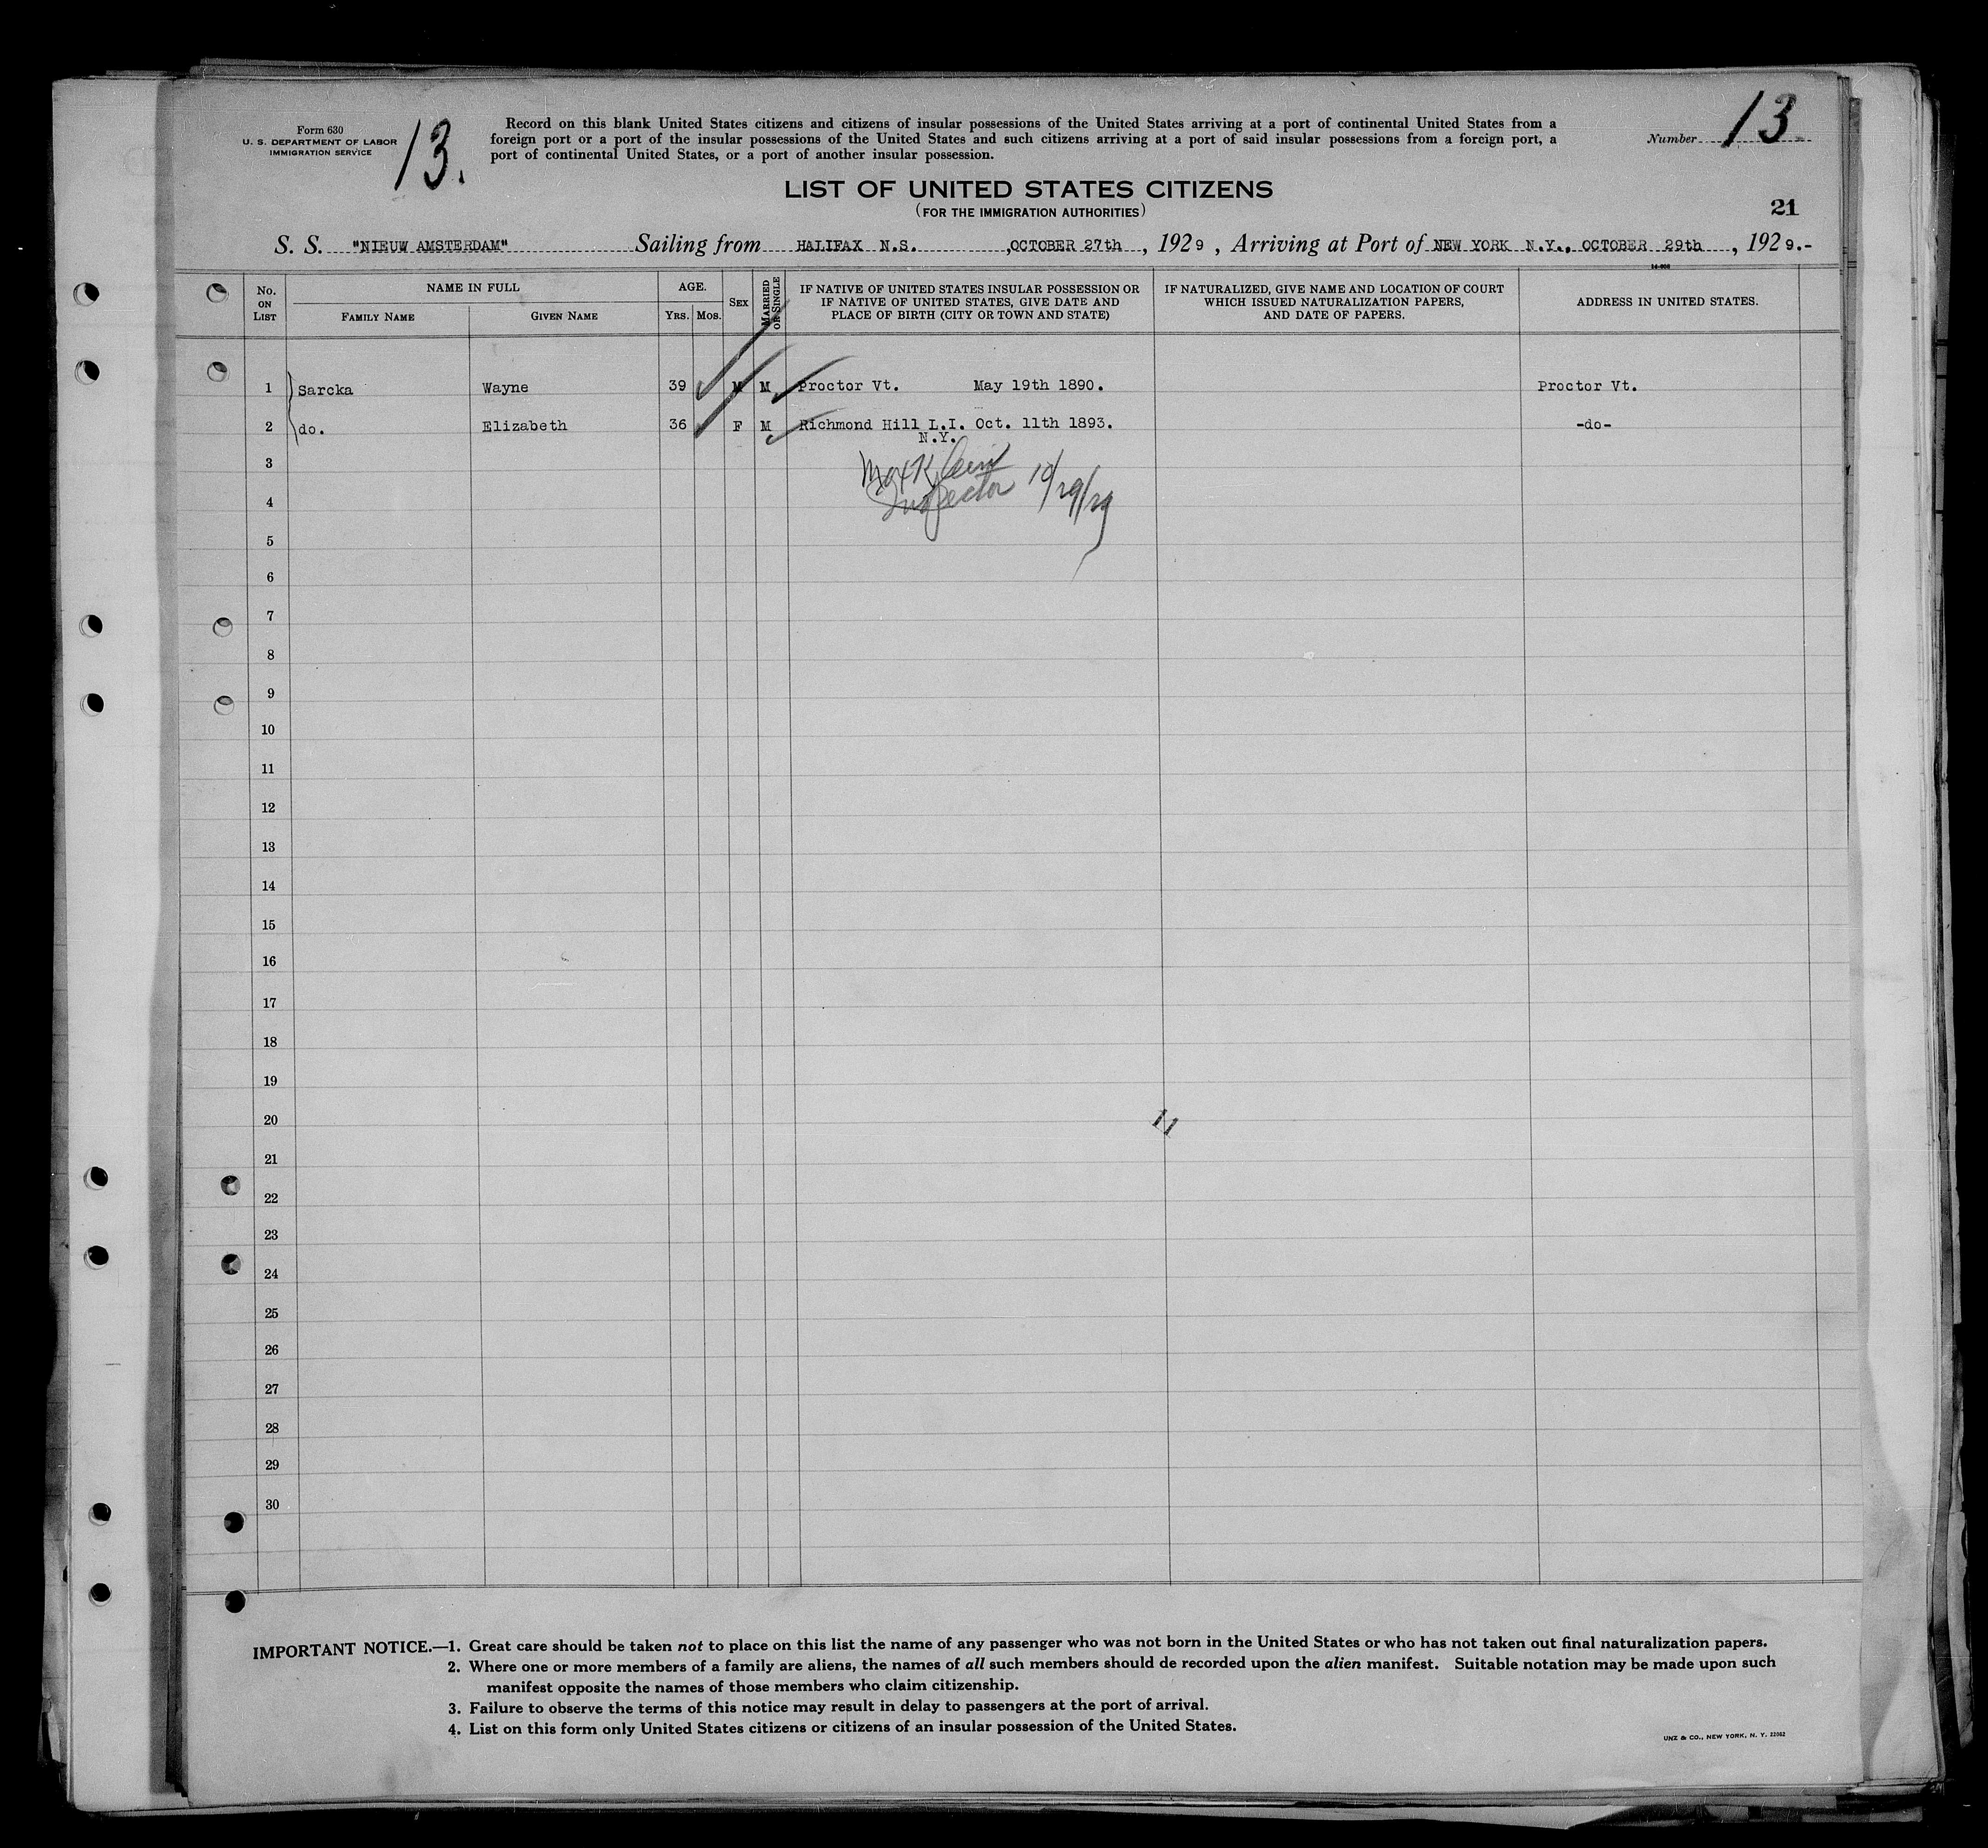 Form 630
U. S. DEPARTMENT OF LABOR
IMMIGRATION SERVICE
13.
Record on this blank United States citizens and citizens of insular possessions of the United States arriving at a port of continental United States from a
foreign port or a port of the insular possessions of the United States and such citizens arriving at a port of said insular possessions from a foreign port, a
port of continental United States, or a port of another insular possession.
Number 13
LIST OF UNITED STATES CITIZENS
(FOR THE IMMIGRATION AUTHORITIES)
21
S. S. "NIEUW AMSTERDAM" Sailing from HALIFAX N.S. ,OCTOBER 27th , 1929 , Arriving at Port of NEW YORK N.Y., OCTOBER 29th , 1929.-
No. ON LIST
NAME IN FULL
FAMILY NAME
GIVEN NAME
AGE.
YRS. MOS.
SEX
MARRIED OR SINGLE
IF NATIVE OF UNITED STATES INSULAR POSSESSION OR
IF NATIVE OF UNITED STATES, GIVE DATE AND
PLACE OF BIRTH (CITY OR TOWN AND STATE)
IF NATURALIZED, GIVE NAME AND LOCATION OF COURT
WHICH ISSUED NATURALIZATION PAPERS,
AND DATE OF PAPERS.
ADDRESS IN UNITED STATES.
1 Sarcka Wayne 39 M M Proctor Vt. May 19th 1890. Proctor Vt.
2 do. Elizabeth 36 F M Richmond Hill L.I. Oct. 11th 1893. -do-
N.Y.
3 Max Klein
4 Inspector 10/29/29
5
6
7
8
9
10
11
12
13
14
15
16
17
18
19
20
11
21
22
23
24
25
26
27
28
29
30
IMPORTANT NOTICE.—1. Great care should be taken not to place on this list the name of any passenger who was not born in the United States or who has not taken out final naturalization papers.
2. Where one or more members of a family are aliens, the names of all such members should de recorded upon the alien manifest. Suitable notation may be made upon such
manifest opposite the names of those members who claim citizenship.
3. Failure to observe the terms of this notice may result in delay to passengers at the port of arrival.
4. List on this form only United States citizens or citizens of an insular possession of the United States.
UNZ & CO., NEW YORK, N. Y. 22082